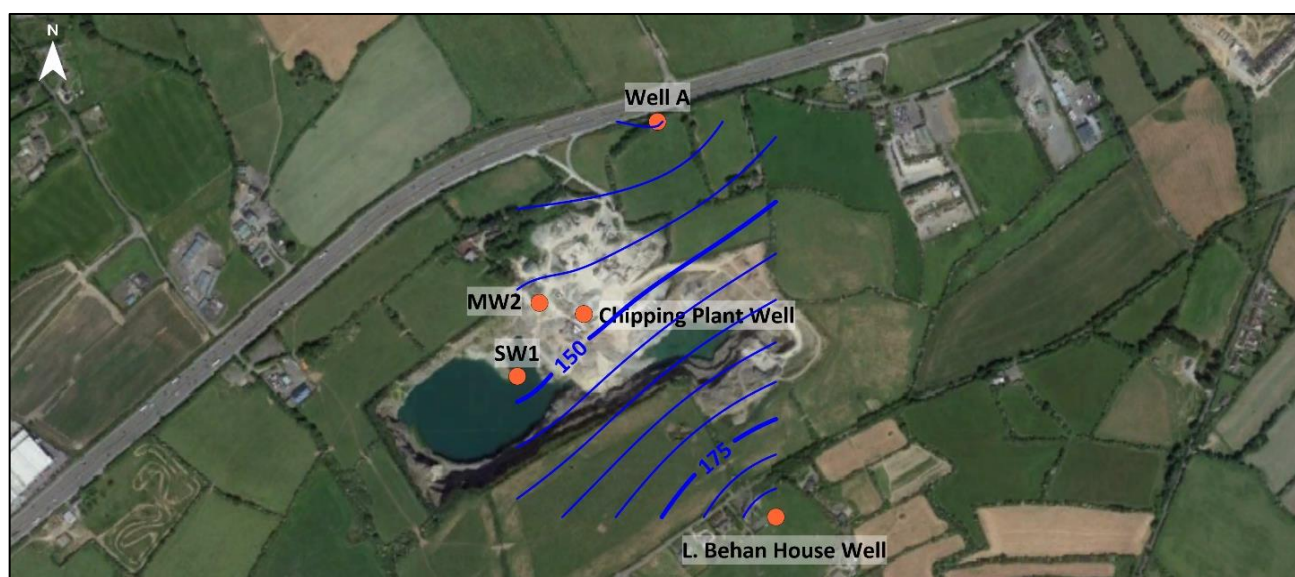 N
Well A
MW2
Chipping Plant Well
SW1
150
175
L. Behan House Well